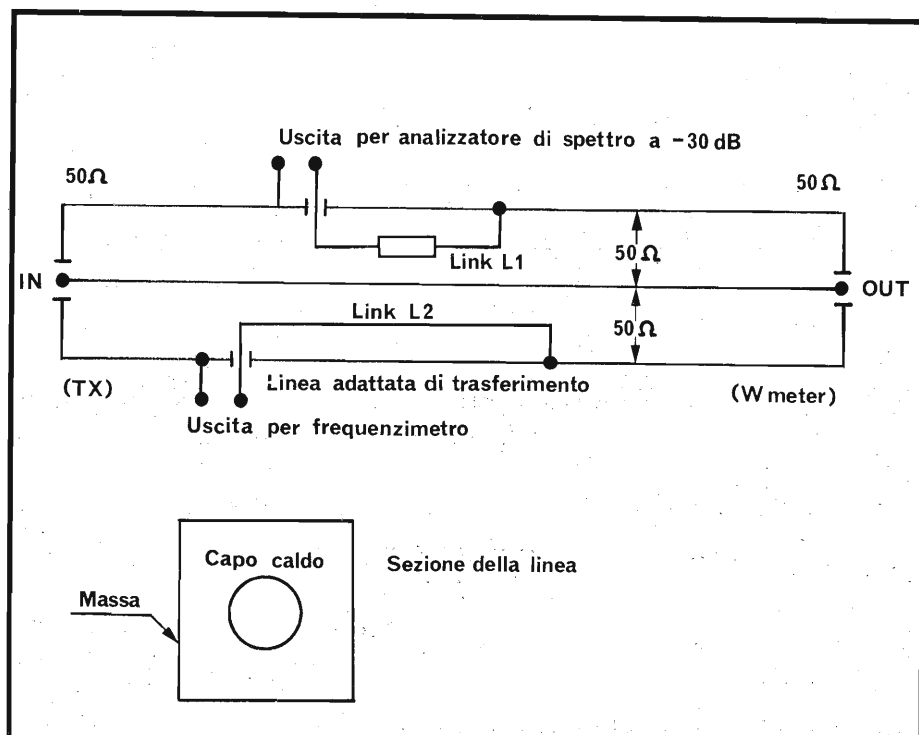 Uscita per analizzatore di spettro a -30 dB
50Ω
50Ω
Link L1
50Ω
IN
OUT
Link L2
50Ω
(TX)
Linea adattata di trasferimento
(W meter)
Uscita per frequenzimetro
Capo caldo
Sezione della linea
Massa